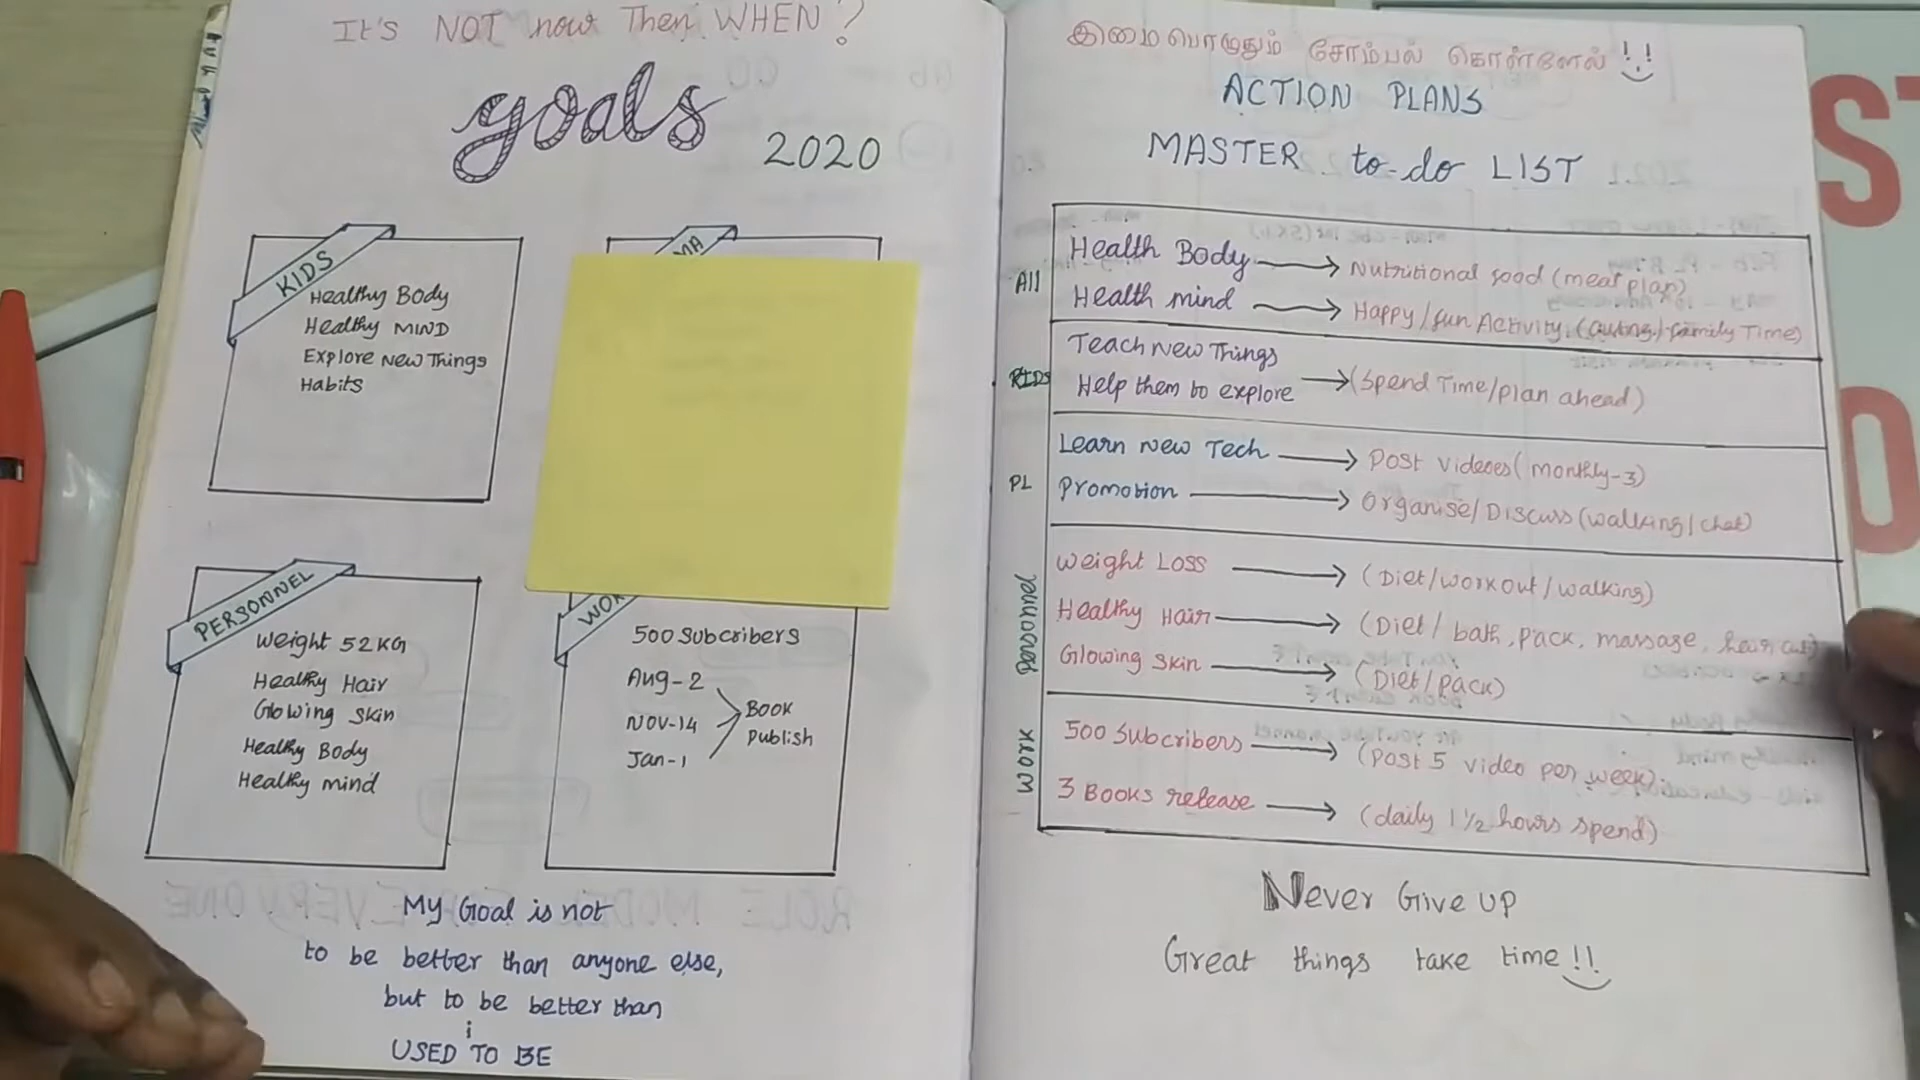 It's NOT now Then WHEN?
goals
2020
KIDS
Healthy Body
Healthy MIND
Explore New Things
Habits
MA
PERSONNEL
Weight 52KG
Healthy Hair
Glowing Skin
Healthy Body
Healthy mind
WOR
500 Subcribers
Aug-2
Nov-14
Jan-1
Book
Publish
My Goal is not
to be better than anyone else,
but to be better than
i
USED TO BE
இமைபொழுதும் சோம்பல் கொள்ளேல்!!
ACTION PLANS
MASTER to-do LIST
All
Health Body → Nutritional food (meal plan)
Health mind → Happy/fun Activity (outing/family Time)
KIDS
Teach New Things
Help them to explore → (Spend Time/plan ahead)
PL
Learn New Tech → Post videoes (monthly-3)
Promotion → Organise/Discuss (walking/chat)
personnel
Weight Loss → (Diet/workout/walking)
Healthy Hair → (Diet/bath, pack, massage, hair cut)
Glowing Skin → (Diet/pack)
Work
500 Subcribers → (Post 5 video per week)
3 Books release → (daily 1½ hours spend)
Never Give up
Great things take time!!